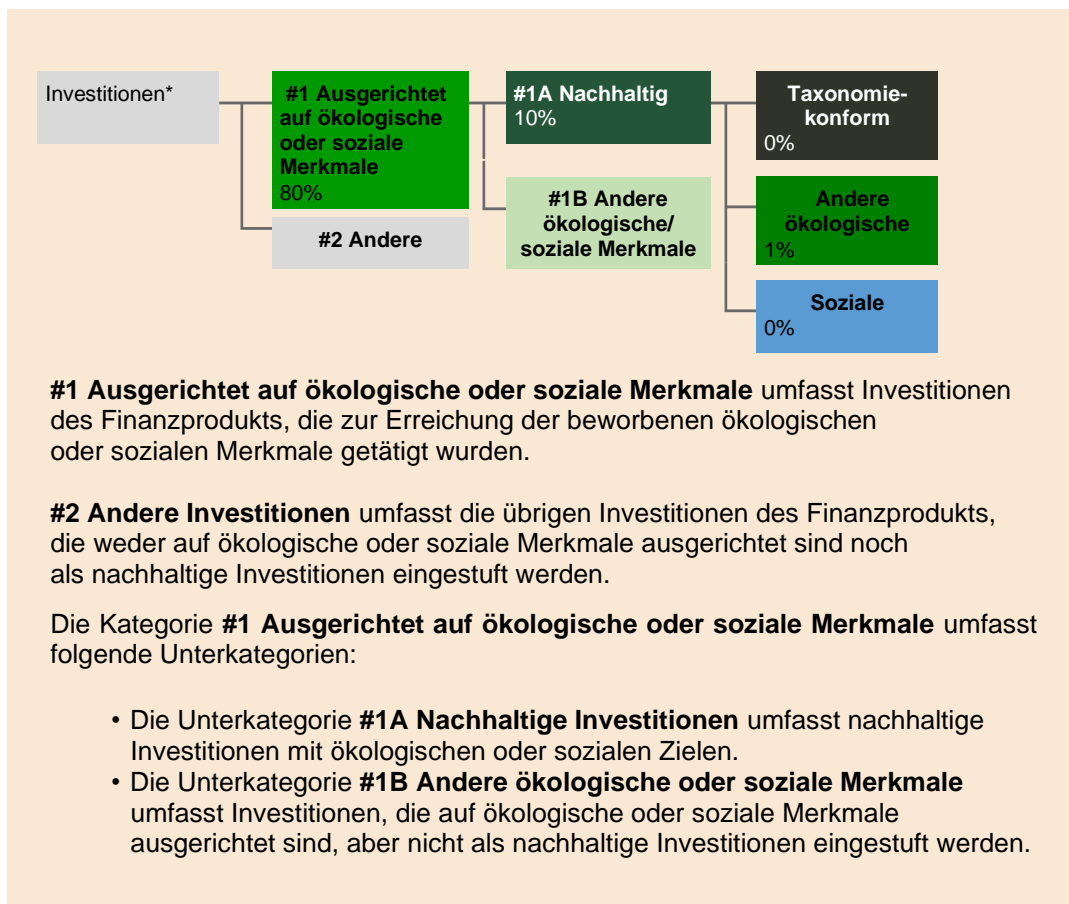 Investitionen*
#1 Ausgerichtet
auf ökologische
oder soziale
Merkmale
80%
#2 Andere
#1A Nachhaltig
10%
#1B Andere
ökologische/
soziale Merkmale
Taxonomie-
konform
0%
Andere
ökologische
1%
Soziale
0%
#1 Ausgerichtet auf ökologische oder soziale Merkmale umfasst Investitionen
des Finanzprodukts, die zur Erreichung der beworbenen ökologischen
oder sozialen Merkmale getätigt wurden.
#2 Andere Investitionen umfasst die übrigen Investitionen des Finanzprodukts,
die weder auf ökologische oder soziale Merkmale ausgerichtet sind noch
als nachhaltige Investitionen eingestuft werden.
Die Kategorie #1 Ausgerichtet auf ökologische oder soziale Merkmale umfasst
folgende Unterkategorien:
• Die Unterkategorie #1A Nachhaltige Investitionen umfasst nachhaltige
Investitionen mit ökologischen oder sozialen Zielen.
• Die Unterkategorie #1B Andere ökologische oder soziale Merkmale
umfasst Investitionen, die auf ökologische oder soziale Merkmale
ausgerichtet sind, aber nicht als nachhaltige Investitionen eingestuft werden.